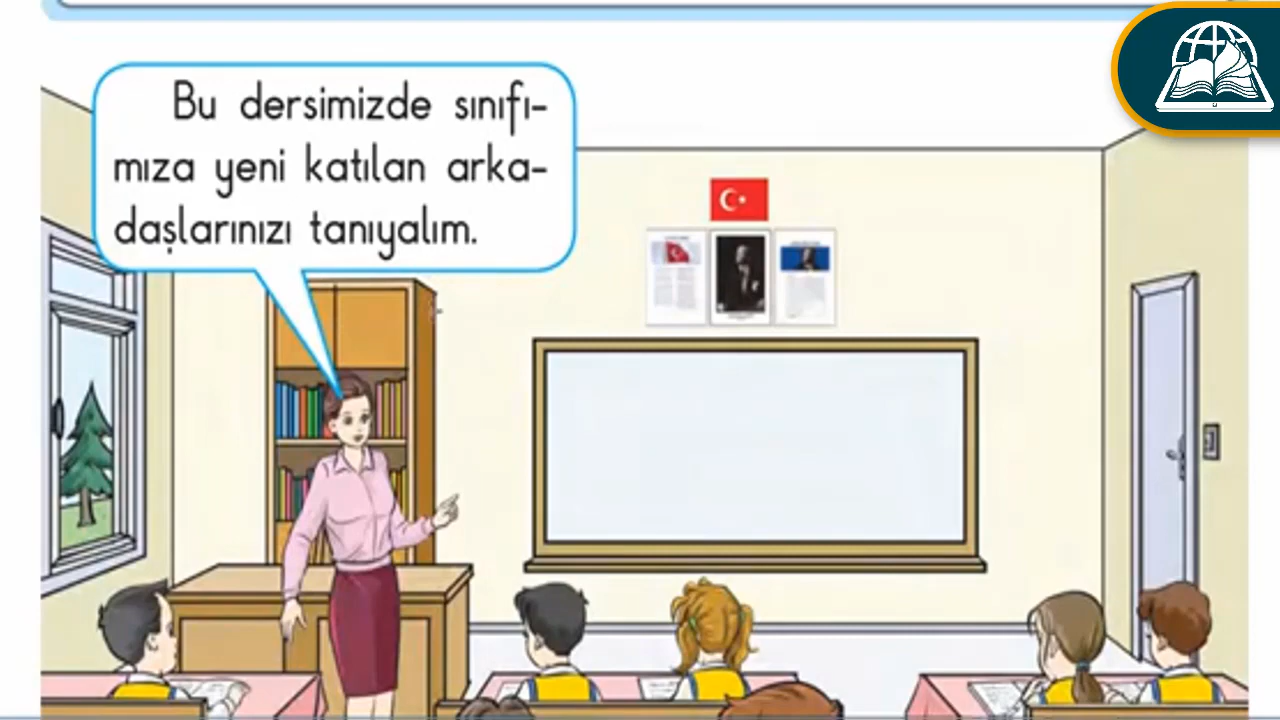 Bu dersimizde sınıfı-
mıza yeni katılan arka-
daşlarınızı tanıyalım.